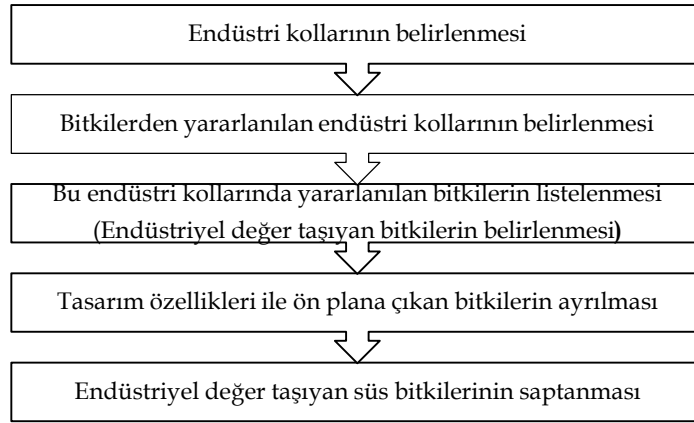 Endüstri kollarının belirlenmesi
Bitkilerden yararlanılan endüstri kollarının belirlenmesi
Bu endüstri kollarında yararlanılan bitkilerin listelenmesi
(Endüstriyel değer taşıyan bitkilerin belirlenmesi)
Tasarım özellikleri ile ön plana çıkan bitkilerin ayrılması
Endüstriyel değer taşıyan süs bitkilerinin saptanması